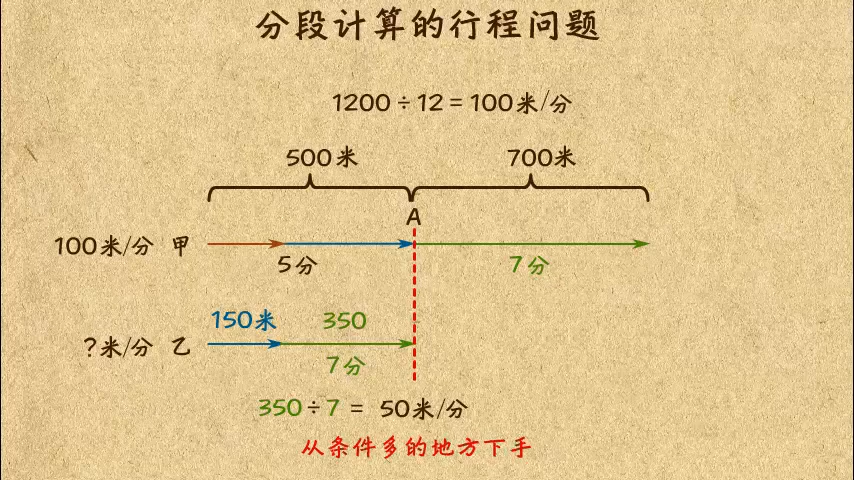 分段计算的行程问题
1200÷12=100米/分
500米 700米
A
100米/分 甲
5分 7分
150米 350
?米/分 乙
7分
350÷7 = 50米/分
从条件多的地方下手